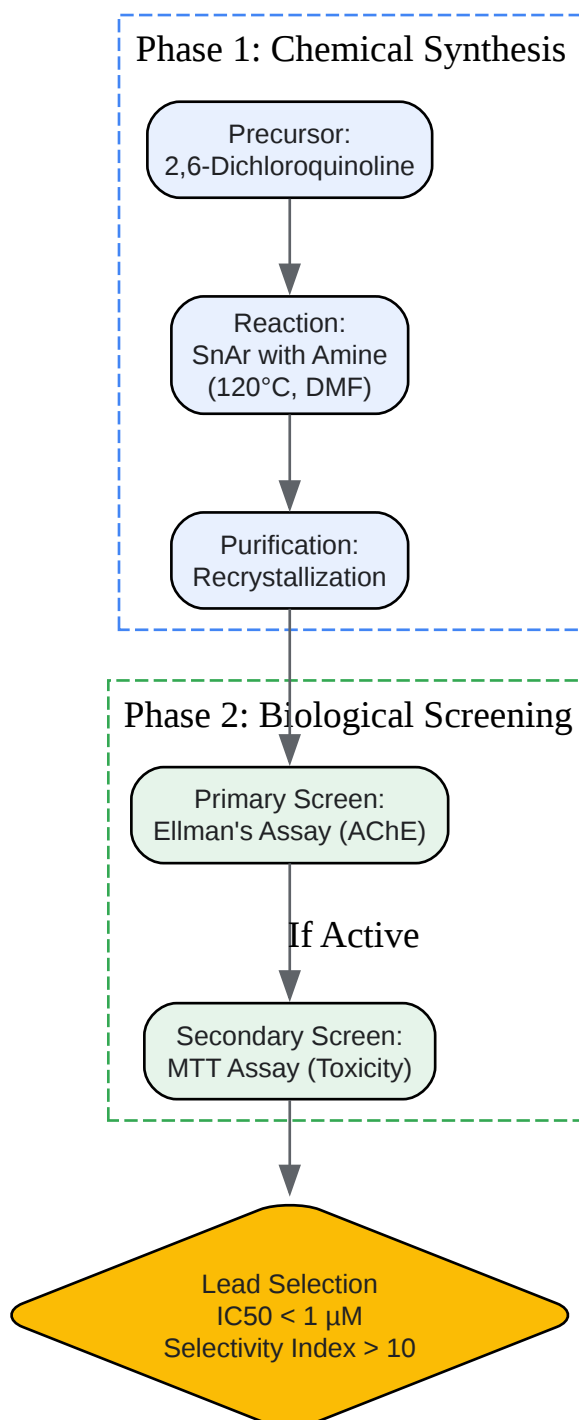 Phase 1: Chemical Synthesis
Precursor:
2,6-Dichloroquinoline
Reaction:
SnAr with Amine
(120°C, DMF)
Purification:
Recrystallization
Phase 2: Biological Screening
Primary Screen:
Ellman's Assay (AChE)
If Active
Secondary Screen:
MTT Assay (Toxicity)
Lead Selection
IC50 < 1 µM
Selectivity Index > 10